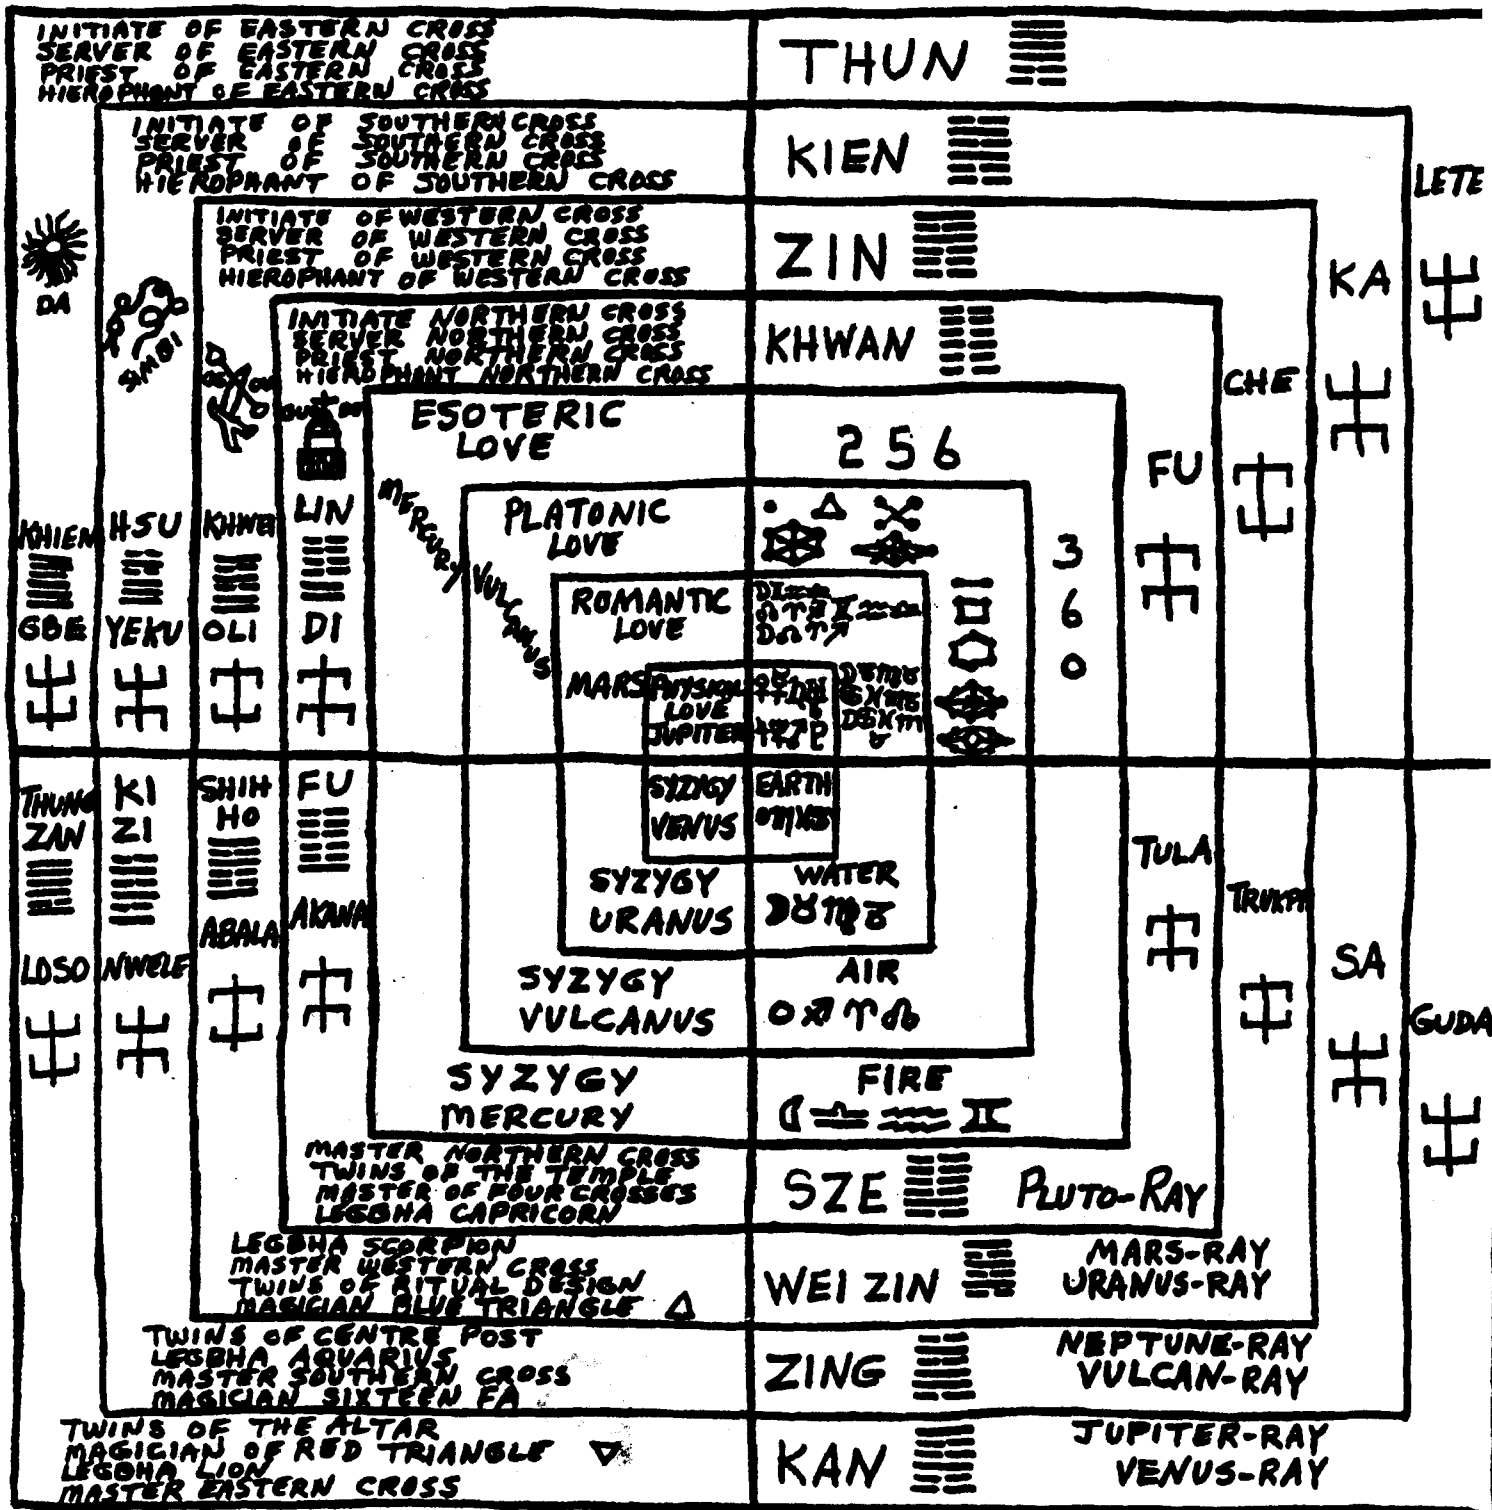 INITIATE OF EASTERN CROSS
SERVER OF EASTERN CROSS
PRIEST OF EASTERN CROSS
HIEROPHANT OF EASTERN CROSS
THUN
INITIATE OF SOUTHERN CROSS
SERVER OF SOUTHERN CROSS
PRIEST OF SOUTHERN CROSS
HIEROPHANT OF SOUTHERN CROSS
KIEN
LETE
INITIATE OF WESTERN CROSS
SERVER OF WESTERN CROSS
PRIEST OF WESTERN CROSS
HIEROPHANT OF WESTERN CROSS
ZIN
KA
DA
SIMBI
INITIATE NORTHERN CROSS
SERVER NORTHERN CROSS
PRIEST NORTHERN CROSS
HIEROPHANT NORTHERN CROSS
KHWAN
CHE
ESOTERIC
LOVE
256
FU
MERCURY
VULCANUS
KHIEN
HSU
KHWEI
LIN
PLATONIC
LOVE
3
6
0
GBE
YEKU
OLI
DI
ROMANTIC
LOVE
MARS
PHYSICAL
LOVE
JUPITER
THUNG
ZAN
KI
ZI
SHIH
HO
FU
SYZYGY
VENUS
EARTH
TULA
LOSO
NWELE
ABALA
AKANA
SYZYGY
URANUS
WATER
TRUKPA
SA
SYZYGY
VULCANUS
AIR
GUDA
SYZYGY
MERCURY
FIRE
MASTER NORTHERN CROSS
TWINS OF THE TEMPLE
MASTER OF FOUR CROSSES
LEGBHA CAPRICORN
SZE
PLUTO-RAY
LEGBHA SCORPION
MASTER WESTERN CROSS
TWINS OF RITUAL DESIGN
MAGICIAN BLUE TRIANGLE
WEI ZIN
MARS-RAY
URANUS-RAY
TWINS OF CENTRE POST
LEGBHA AQUARIUS
MASTER SOUTHERN CROSS
MAGICIAN SIXTEEN FA
ZING
NEPTUNE-RAY
VULCAN-RAY
TWINS OF THE ALTAR
MAGICIAN OF RED TRIANGLE
LEGBHA LION
MASTER EASTERN CROSS
KAN
JUPITER-RAY
VENUS-RAY